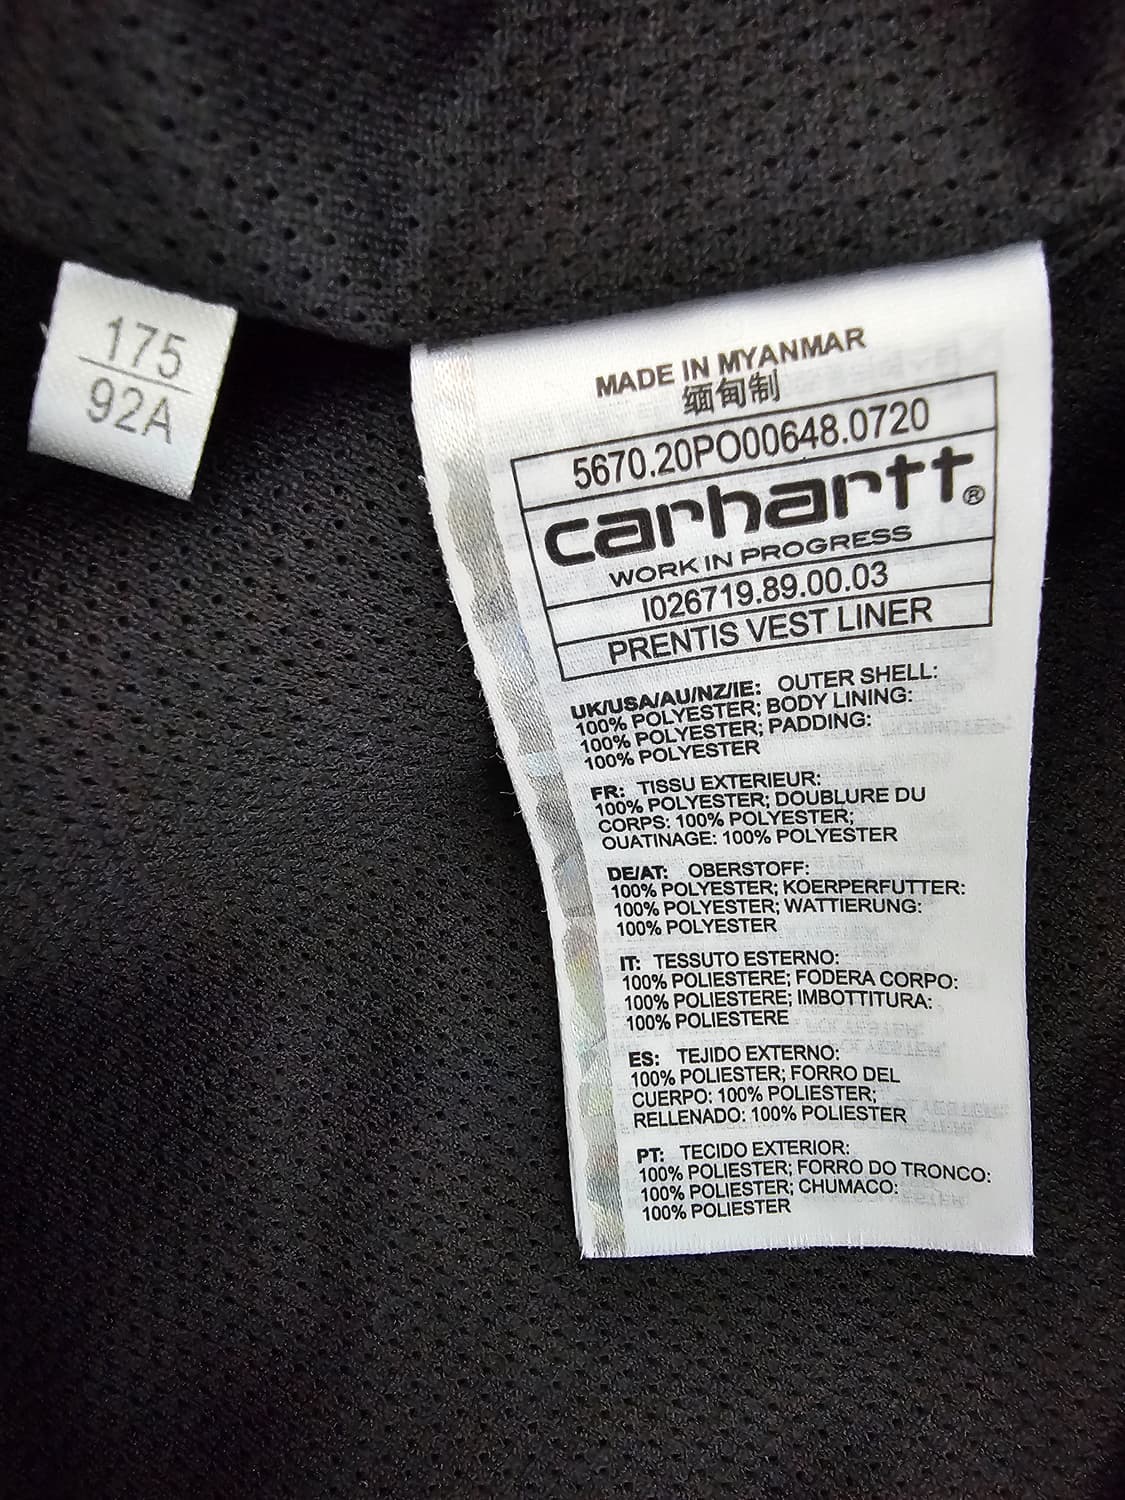 175
92A
MADE IN MYANMAR
缅甸制
5670.20PO00648.0720
carhartt®
WORK IN PROGRESS
I026719.89.00.03
PRENTIS VEST LINER
UK/USA/AU/NZ/IE: OUTER SHELL:
100% POLYESTER; BODY LINING:
100% POLYESTER; PADDING:
100% POLYESTER
FR: TISSU EXTERIEUR:
100% POLYESTER; DOUBLURE DU
CORPS: 100% POLYESTER;
OUATINAGE: 100% POLYESTER
DE/AT: OBERSTOFF:
100% POLYESTER; KOERPERFUTTER:
100% POLYESTER; WATTIERUNG:
100% POLYESTER
IT: TESSUTO ESTERNO:
100% POLIESTERE; FODERA CORPO:
100% POLIESTERE; IMBOTTITURA:
100% POLIESTERE
ES: TEJIDO EXTERNO:
100% POLIESTER; FORRO DEL
CUERPO: 100% POLIESTER;
RELLENADO: 100% POLIESTER
PT: TECIDO EXTERIOR:
100% POLIESTER; FORRO DO TRONCO:
100% POLIESTER; CHUMACO:
100% POLIESTER